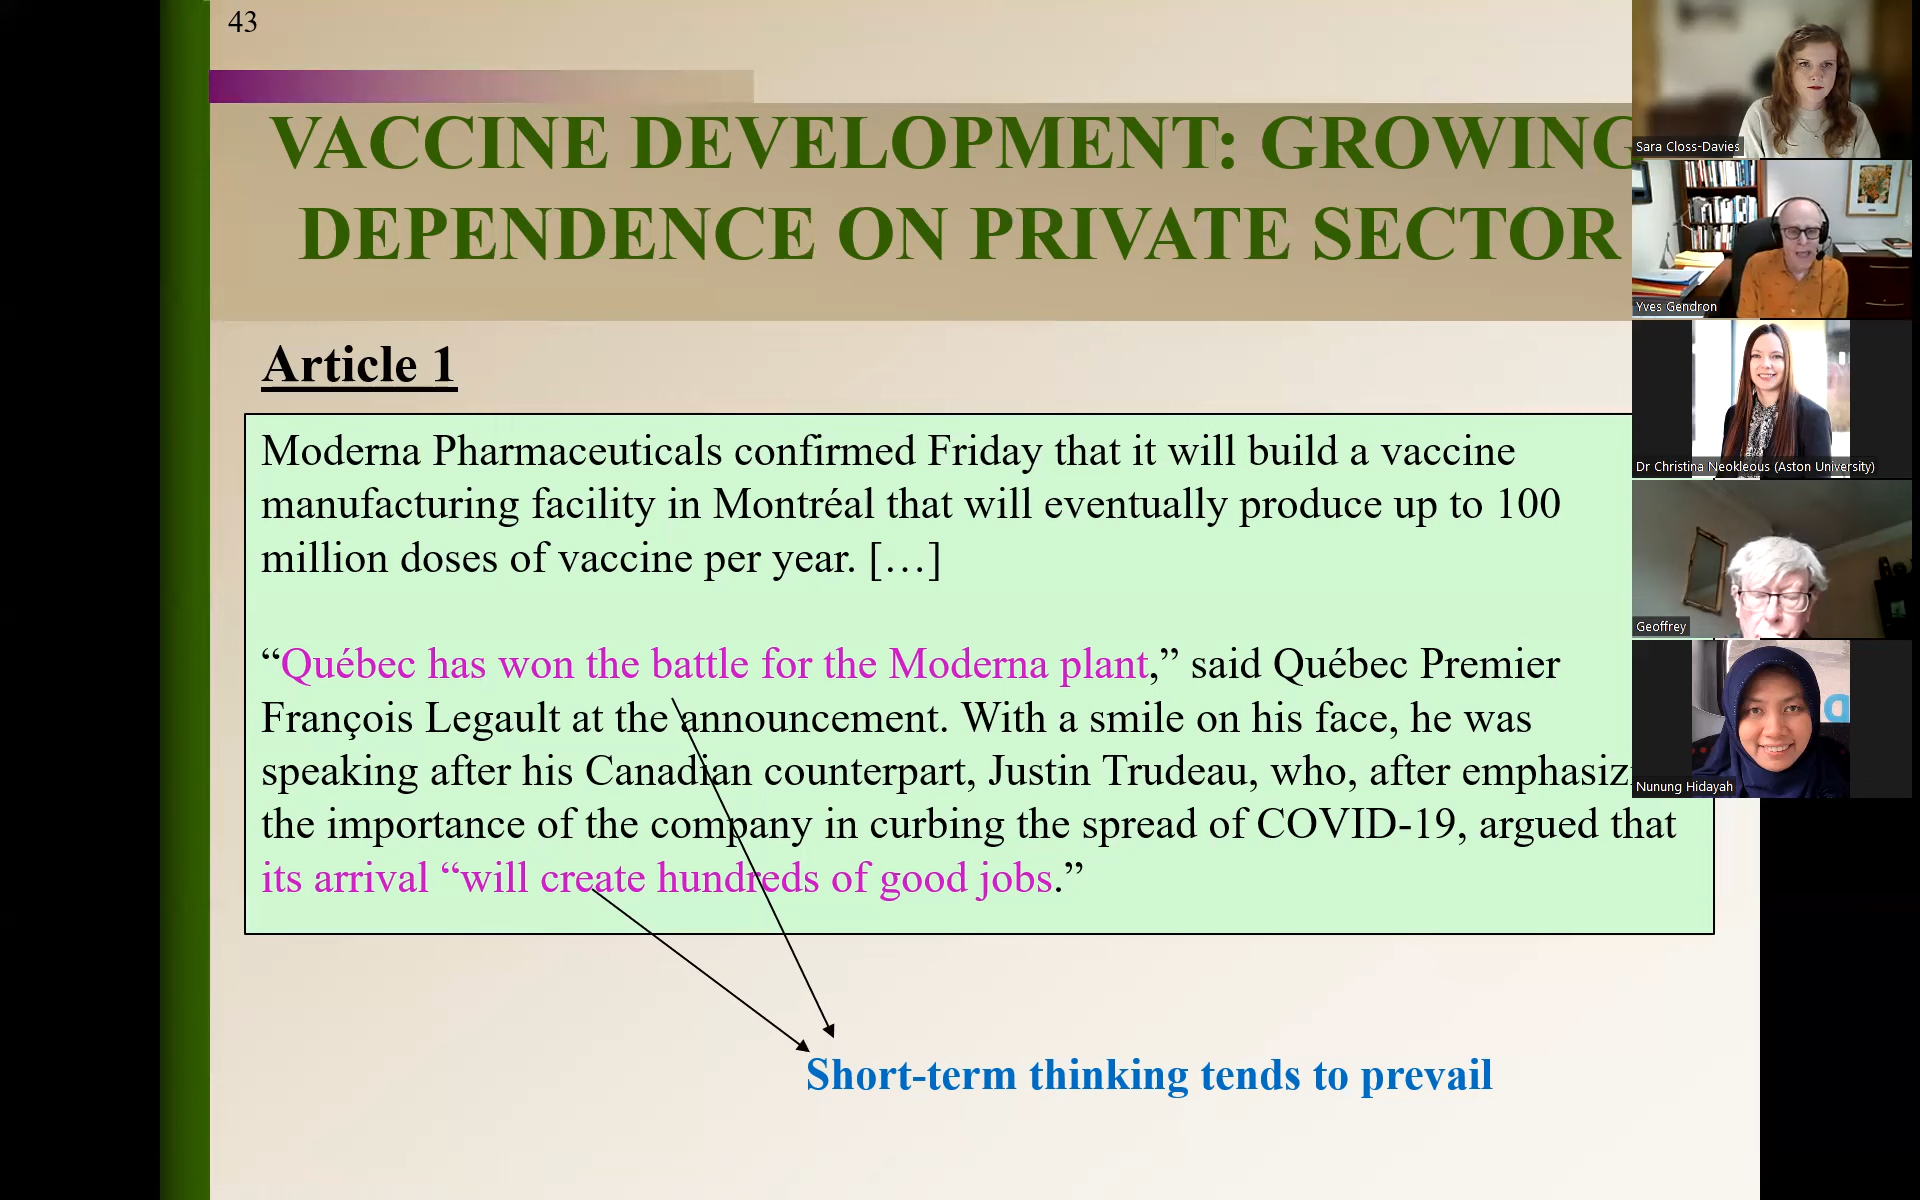 43
VACCINE DEVELOPMENT: GROWING
DEPENDENCE ON PRIVATE SECTOR
Article 1
Moderna Pharmaceuticals confirmed Friday that it will build a vaccine
manufacturing facility in Montréal that will eventually produce up to 100
million doses of vaccine per year. […]
“Québec has won the battle for the Moderna plant,” said Québec Premier
François Legault at the announcement. With a smile on his face, he was
speaking after his Canadian counterpart, Justin Trudeau, who, after emphasiz
the importance of the company in curbing the spread of COVID-19, argued that
its arrival “will create hundreds of good jobs.”
Short-term thinking tends to prevail
Sara Closs-Davies
Yves Gendron
Dr Christina Neokleous (Aston University)
Geoffrey
Nunung Hidayah